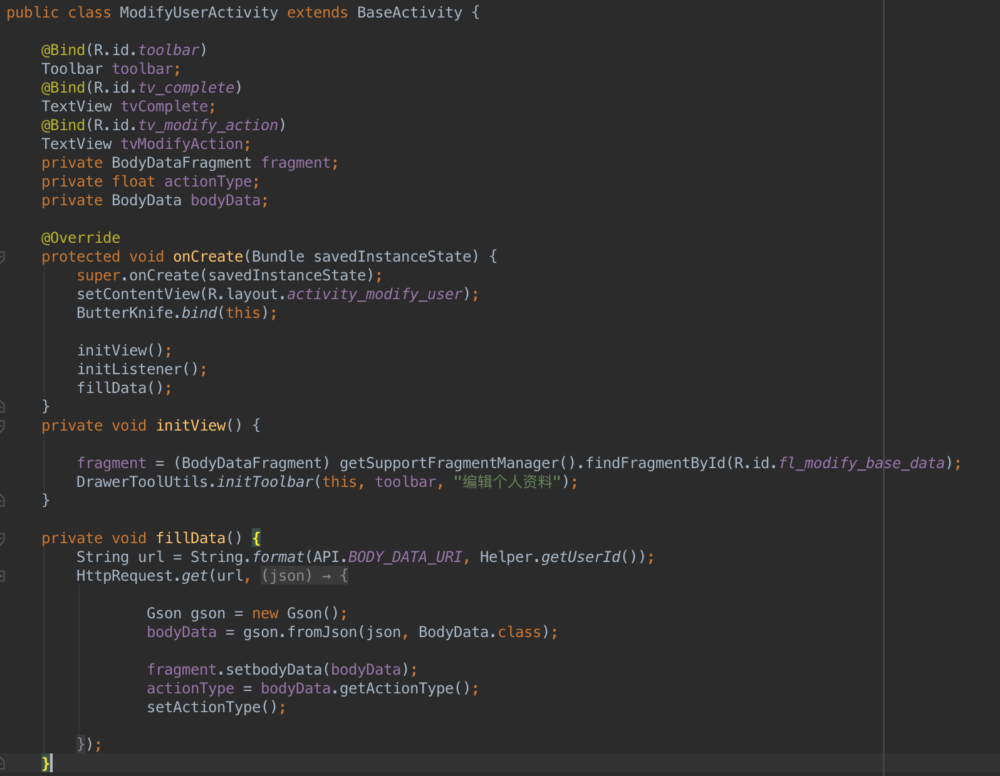 public class ModifyUserActivity extends BaseActivity {
@Bind(R.id.toolbar)
Toolbar toolbar;
@Bind(R.id.tv_complete)
TextView tvComplete;
@Bind(R.id.tv_modify_action)
TextView tvModifyAction;
private BodyDataFragment fragment;
private float actionType;
private BodyData bodyData;
@Override
protected void onCreate(Bundle savedInstanceState) {
super.onCreate(savedInstanceState);
setContentView(R.layout.activity_modify_user);
ButterKnife.bind(this);
initView();
initListener();
fillData();
}
private void initView() {
fragment = (BodyDataFragment) getSupportFragmentManager().findFragmentById(R.id.fl_modify_base_data);
DrawerToolUtils.initToolbar(this, toolbar, "编辑个人资料");
}
private void fillData() {
String url = String.format(API.BODY_DATA_URI, Helper.getUserId());
HttpRequest.get(url, (json) → {
Gson gson = new Gson();
bodyData = gson.fromJson(json, BodyData.class);
fragment.setbodyData(bodyData);
actionType = bodyData.getActionType();
setActionType();
});
}